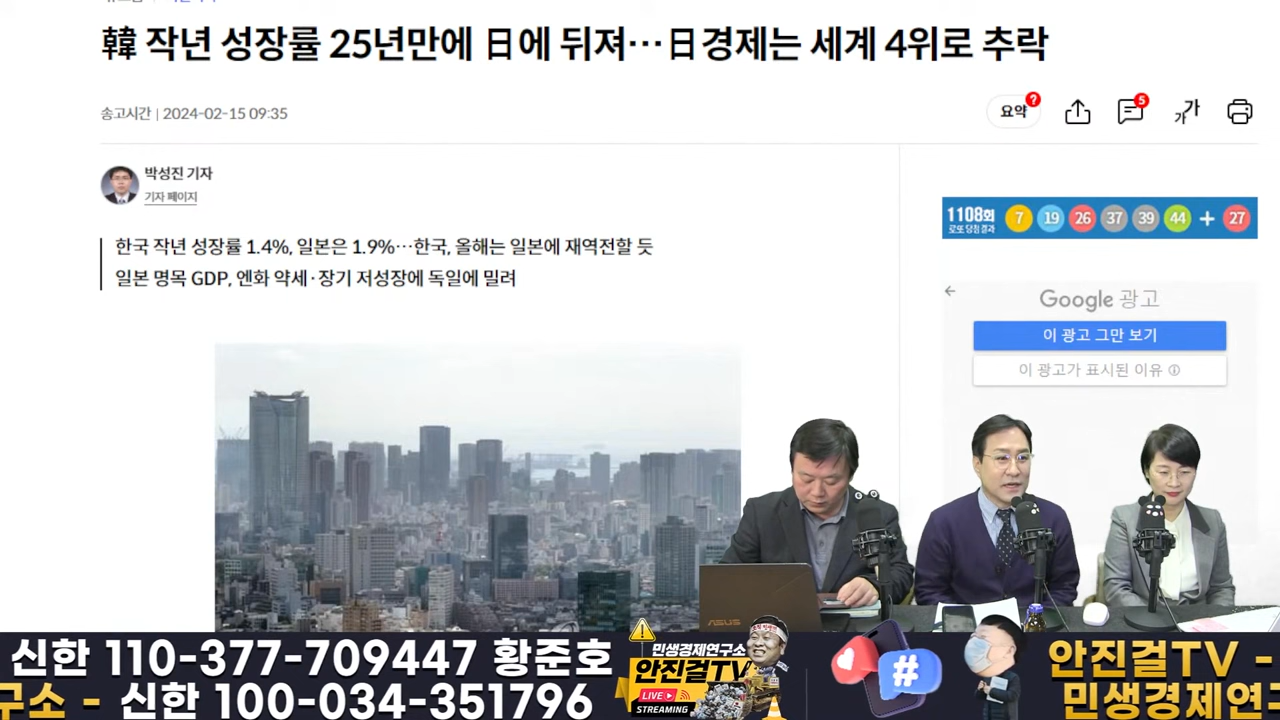 韓 작년 성장률 25년만에 日에 뒤져…日경제는 세계 4위로 추락
송고시간 | 2024-02-15 09:35
요약
?
5
가가
박성진 기자
기자 페이지
한국 작년 성장률 1.4%, 일본은 1.9%…한국, 올해는 일본에 재역전할 듯
일본 명목 GDP, 엔화 약세·장기 저성장에 독일에 밀려
1108회
로또 당첨결과
7 19 26 37 39 44 + 27
Google 광고
이 광고 그만 보기
이 광고가 표시된 이유
ASUS
신한 110-377-709447 황준호
구소 - 신한 100-034-351796
민생경제연구소
안진걸TV
LIVE
STREAMING
#
안진걸TV -
민생경제연구